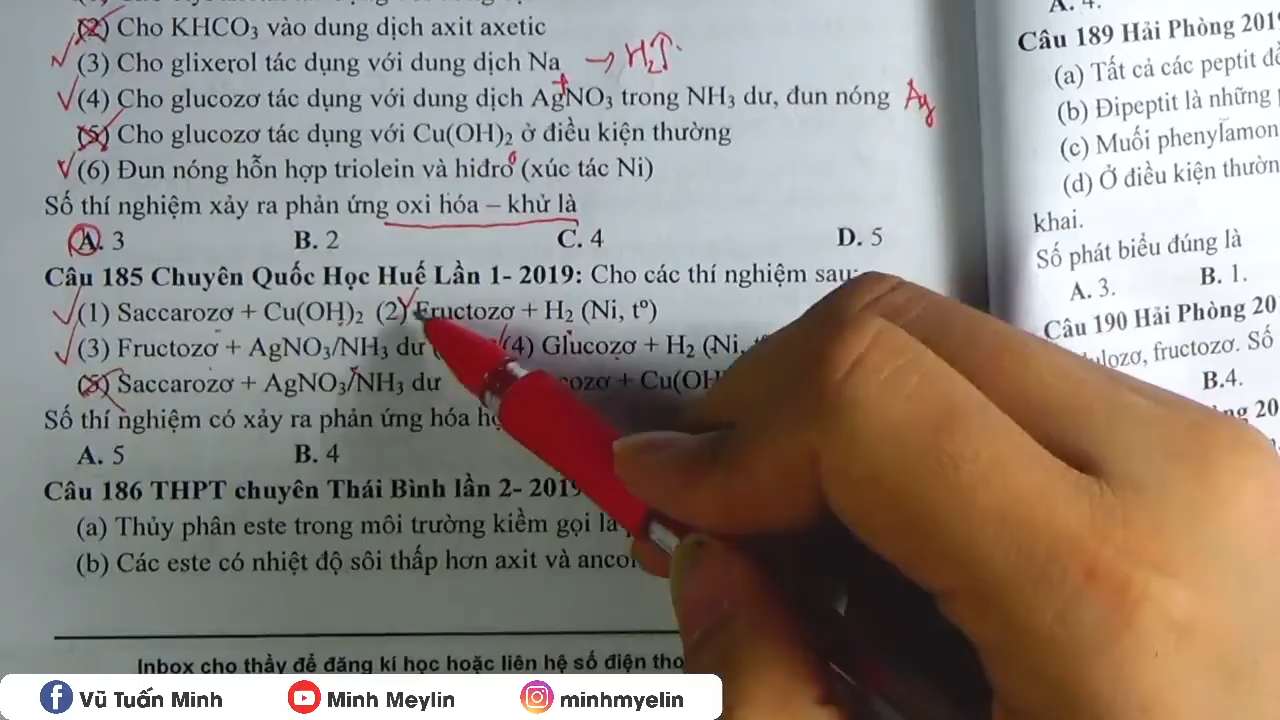 (2) Cho KHCO₃ vào dung dịch axit axetic
(3) Cho glixerol tác dụng với dung dịch Na → H₂↑
(4) Cho glucozơ tác dụng với dung dịch AgNO₃ trong NH₃ dư, đun nóng Ag
(5) Cho glucozơ tác dụng với Cu(OH)₂ ở điều kiện thường
(6) Đun nóng hỗn hợp triolein và hiđro (xúc tác Ni)
Số thí nghiệm xảy ra phản ứng oxi hóa – khử là
A. 3 B. 2 C. 4 D. 5
Câu 185 Chuyên Quốc Học Huế Lần 1- 2019: Cho các thí nghiệm sau:
(1) Saccarozơ + Cu(OH)₂ (2) Fructozơ + H₂ (Ni, tº)
(3) Fructozơ + AgNO₃/NH₃ dư (4) Glucozơ + H₂ (Ni,
(5) Saccarozơ + AgNO₃/NH₃ dư + Cu(OH
Số thí nghiệm có xảy ra phản ứng hóa
A. 5 B. 4
Câu 186 THPT chuyên Thái Bình lần 2- 2019
(a) Thủy phân este trong môi trường kiềm gọi là
(b) Các este có nhiệt độ sôi thấp hơn axit và
Inbox cho thầy để đăng kí học hoặc liên hệ số điện
A. 4.
Câu 189 Hải Phòng 2019
(a) Tất cả các peptit
(b) Đipeptit là những
(c) Muối
(d) Ở điều kiện
khai.
Số phát biểu đúng là
A. 3. B. 1.
Câu 190 Hải Phòng 20
fructozơ. Số
B.4.
20
Vũ Tuấn Minh Minh Meylin minhmyelin